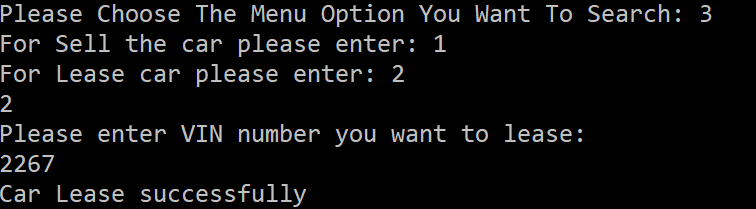 Please Choose The Menu Option You Want To Search: 3
For Sell the car please enter: 1
For Lease car please enter: 2
2
Please enter VIN number you want to lease:
2267
Car Lease successfully